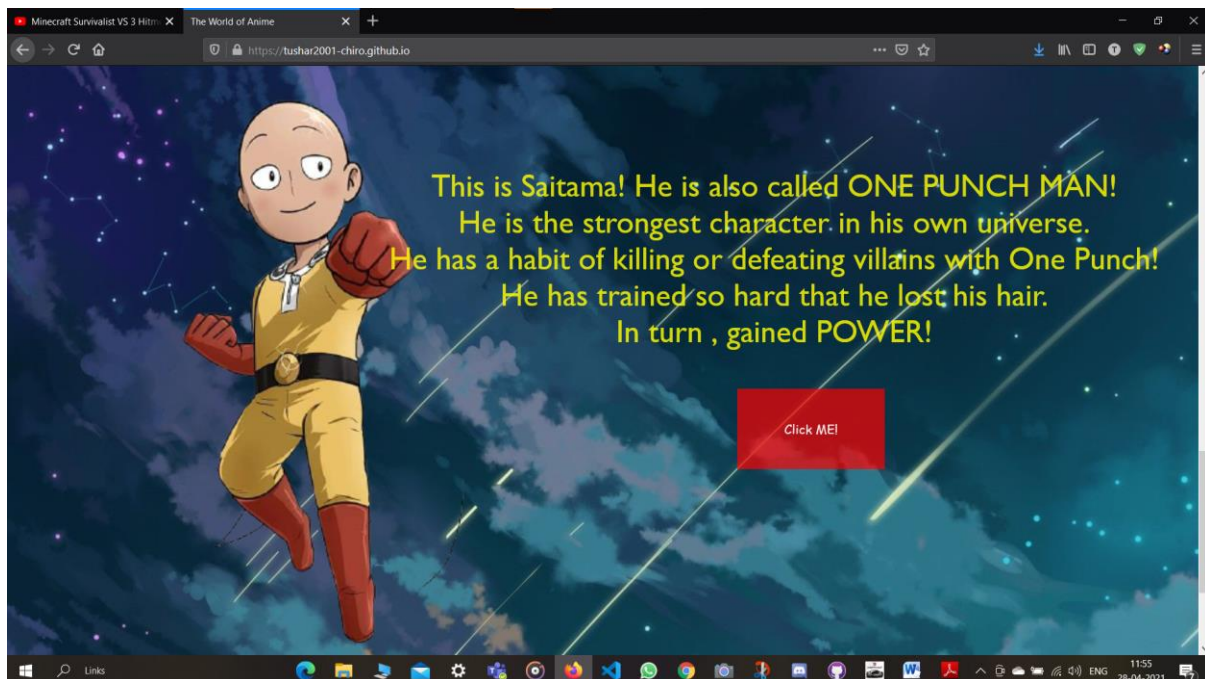 Minecraft Survivalist VS 3 Hitm
The World of Anime
https://tushar2001-chiro.github.io
This is Saitama! He is also called ONE PUNCH MAN!
He is the strongest character in his own universe.
He has a habit of killing or defeating villains with One Punch!
He has trained so hard that he lost his hair.
In turn , gained POWER!
Click ME!
Links
ENG
11:55
28-04-2021